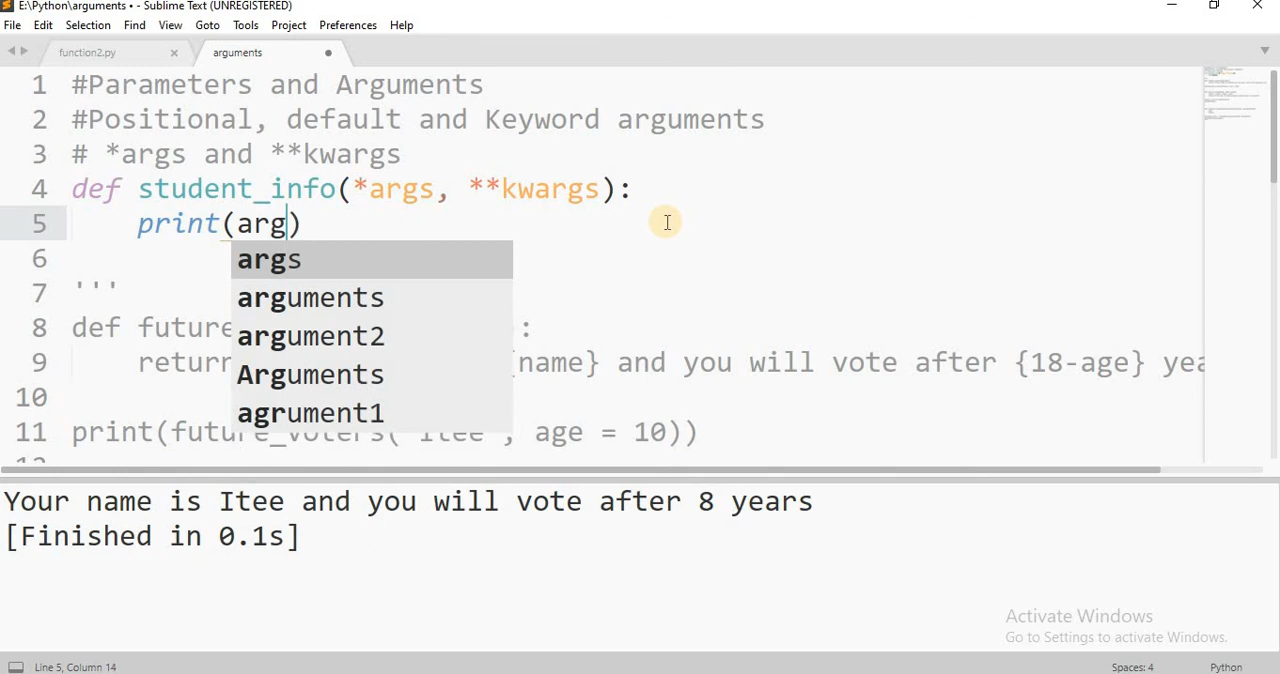 E:\Python\arguments • - Sublime Text (UNREGISTERED)
File Edit Selection Find View Goto Tools Project Preferences Help
function2.py arguments
1 #Parameters and Arguments
2 #Positional, default and Keyword arguments
3 # *args and **kwargs
4 def student_info(*args, **kwargs):
5 print(arg)
6 args
7 ''' arguments
8 def future argument2 :
9 return Arguments {name} and you will vote after {18-age} yea
10 agrument1
11 print(future_voters("Itee", age = 10))
12
Your name is Itee and you will vote after 8 years
[Finished in 0.1s]
Activate Windows
Go to Settings to activate Windows.
Line 5, Column 14 Spaces: 4 Python